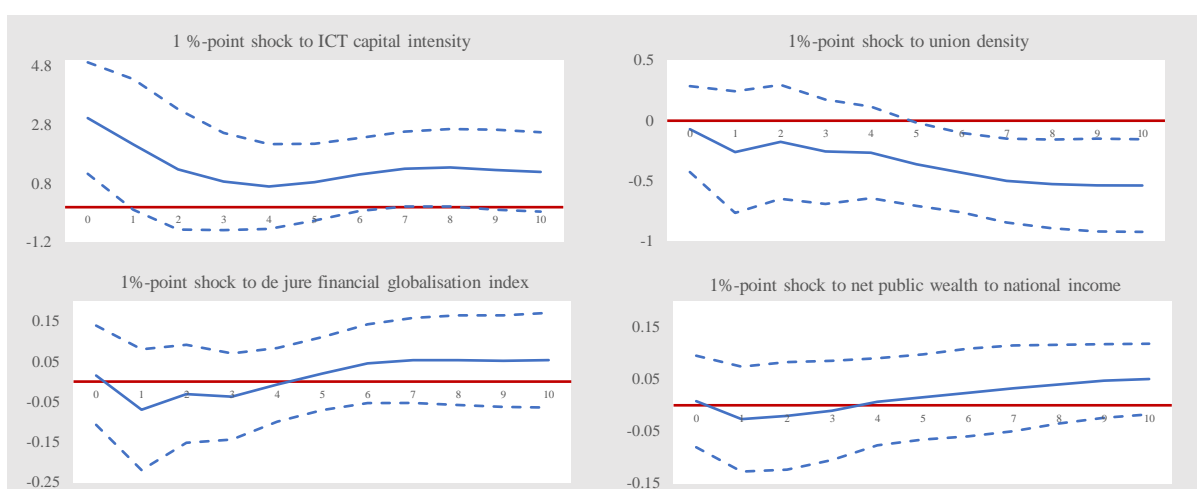 1 %-point shock to ICT capital intensity
4.8
2.8
0.8
-1.2
0 1 2 3 4 5 6 7 8 9 10
1%-point shock to union density
0.5
0
-0.5
-1
0 1 2 3 4 5 6 7 8 9 10
1%-point shock to de jure financial globalisation index
0.15
0.05
-0.05
-0.15
-0.25
0 1 2 3 4 5 6 7 8 9 10
1%-point shock to net public wealth to national income
0.15
0.05
-0.05
-0.15
0 1 2 3 4 5 6 7 8 9 10